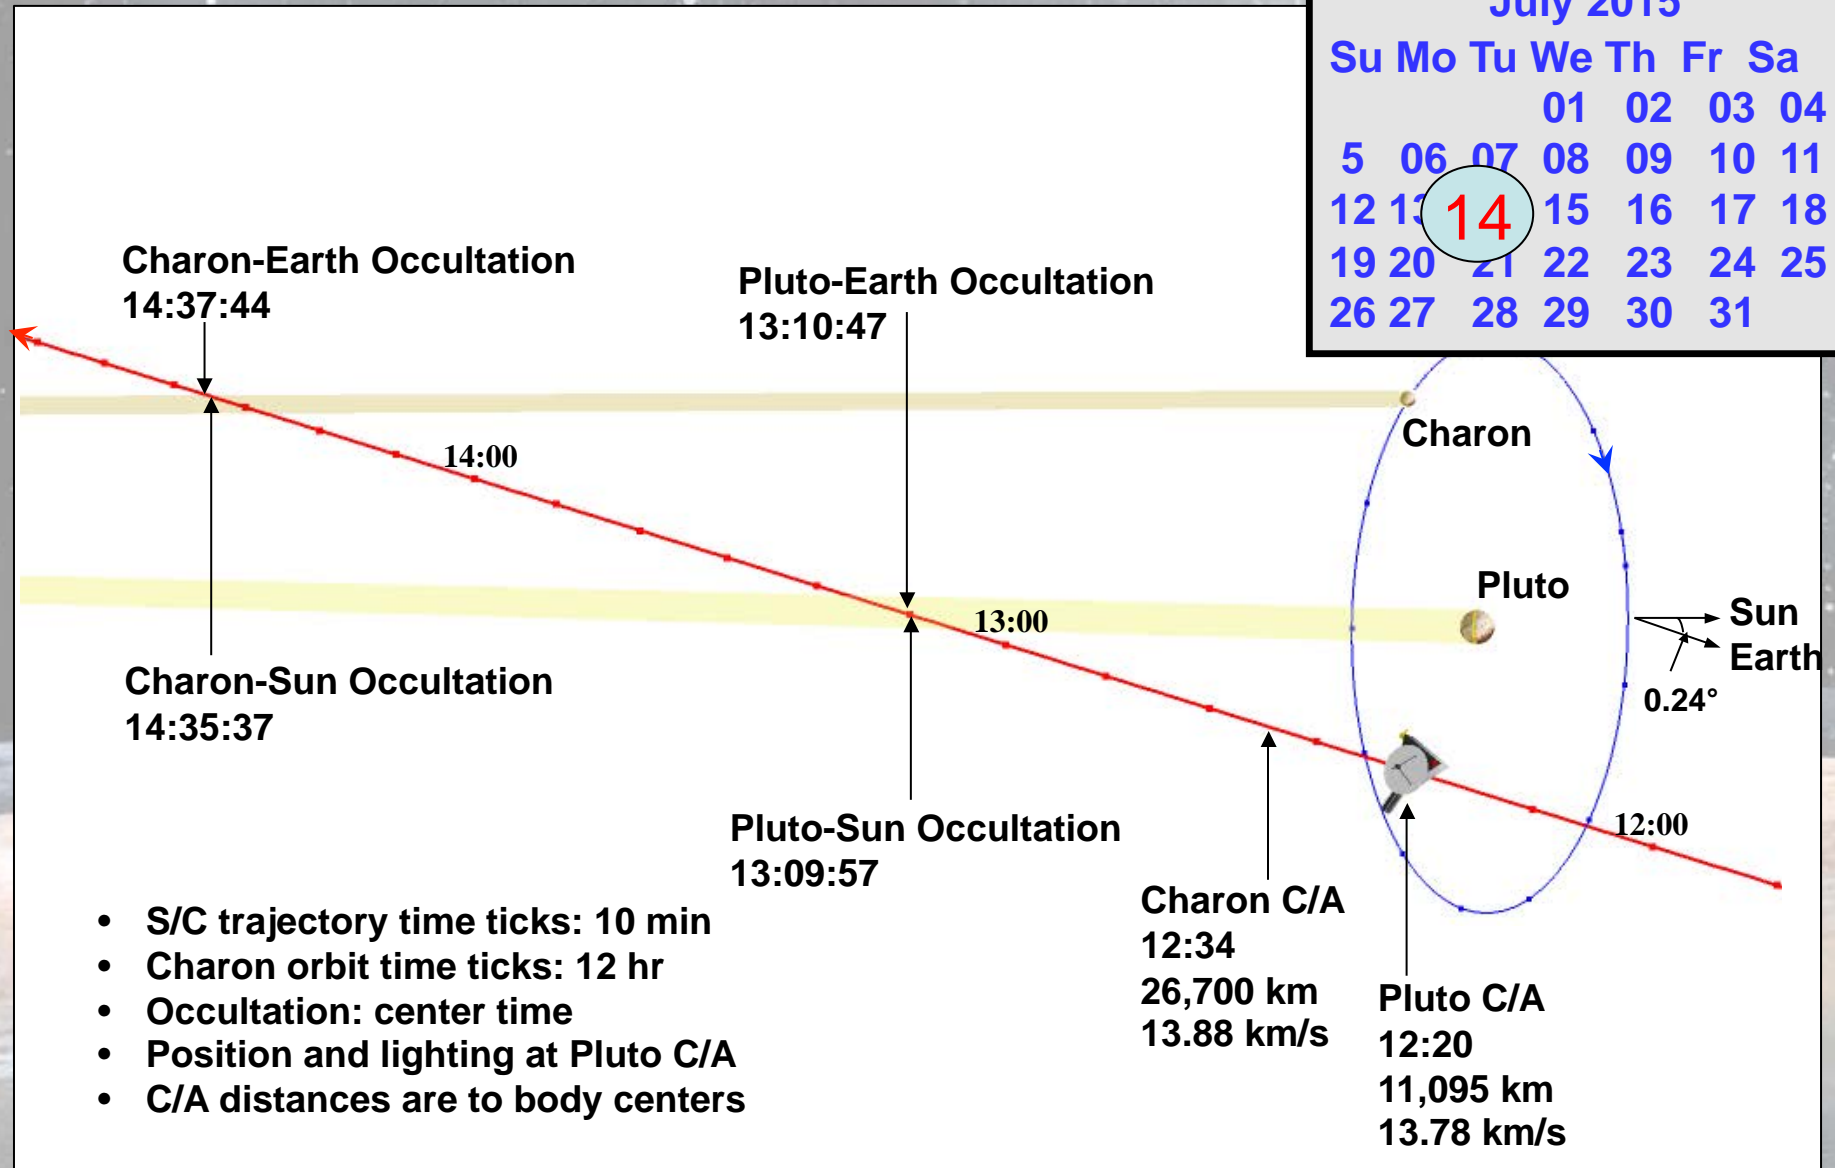 July 2015
Su Mo Tu We Th Fr Sa
01 02 03 04
5 06 07 08 09 10 11
12 13 14 15 16 17 18
19 20 21 22 23 24 25
26 27 28 29 30 31
Charon-Earth Occultation
14:37:44
Pluto-Earth Occultation
13:10:47
Charon
14:00
Pluto
13:00
Sun
Earth
0.24°
Charon-Sun Occultation
14:35:37
12:00
Pluto-Sun Occultation
13:09:57
Charon C/A
12:34
26,700 km
13.88 km/s
Pluto C/A
12:20
11,095 km
13.78 km/s
• S/C trajectory time ticks: 10 min
• Charon orbit time ticks: 12 hr
• Occultation: center time
• Position and lighting at Pluto C/A
• C/A distances are to body centers